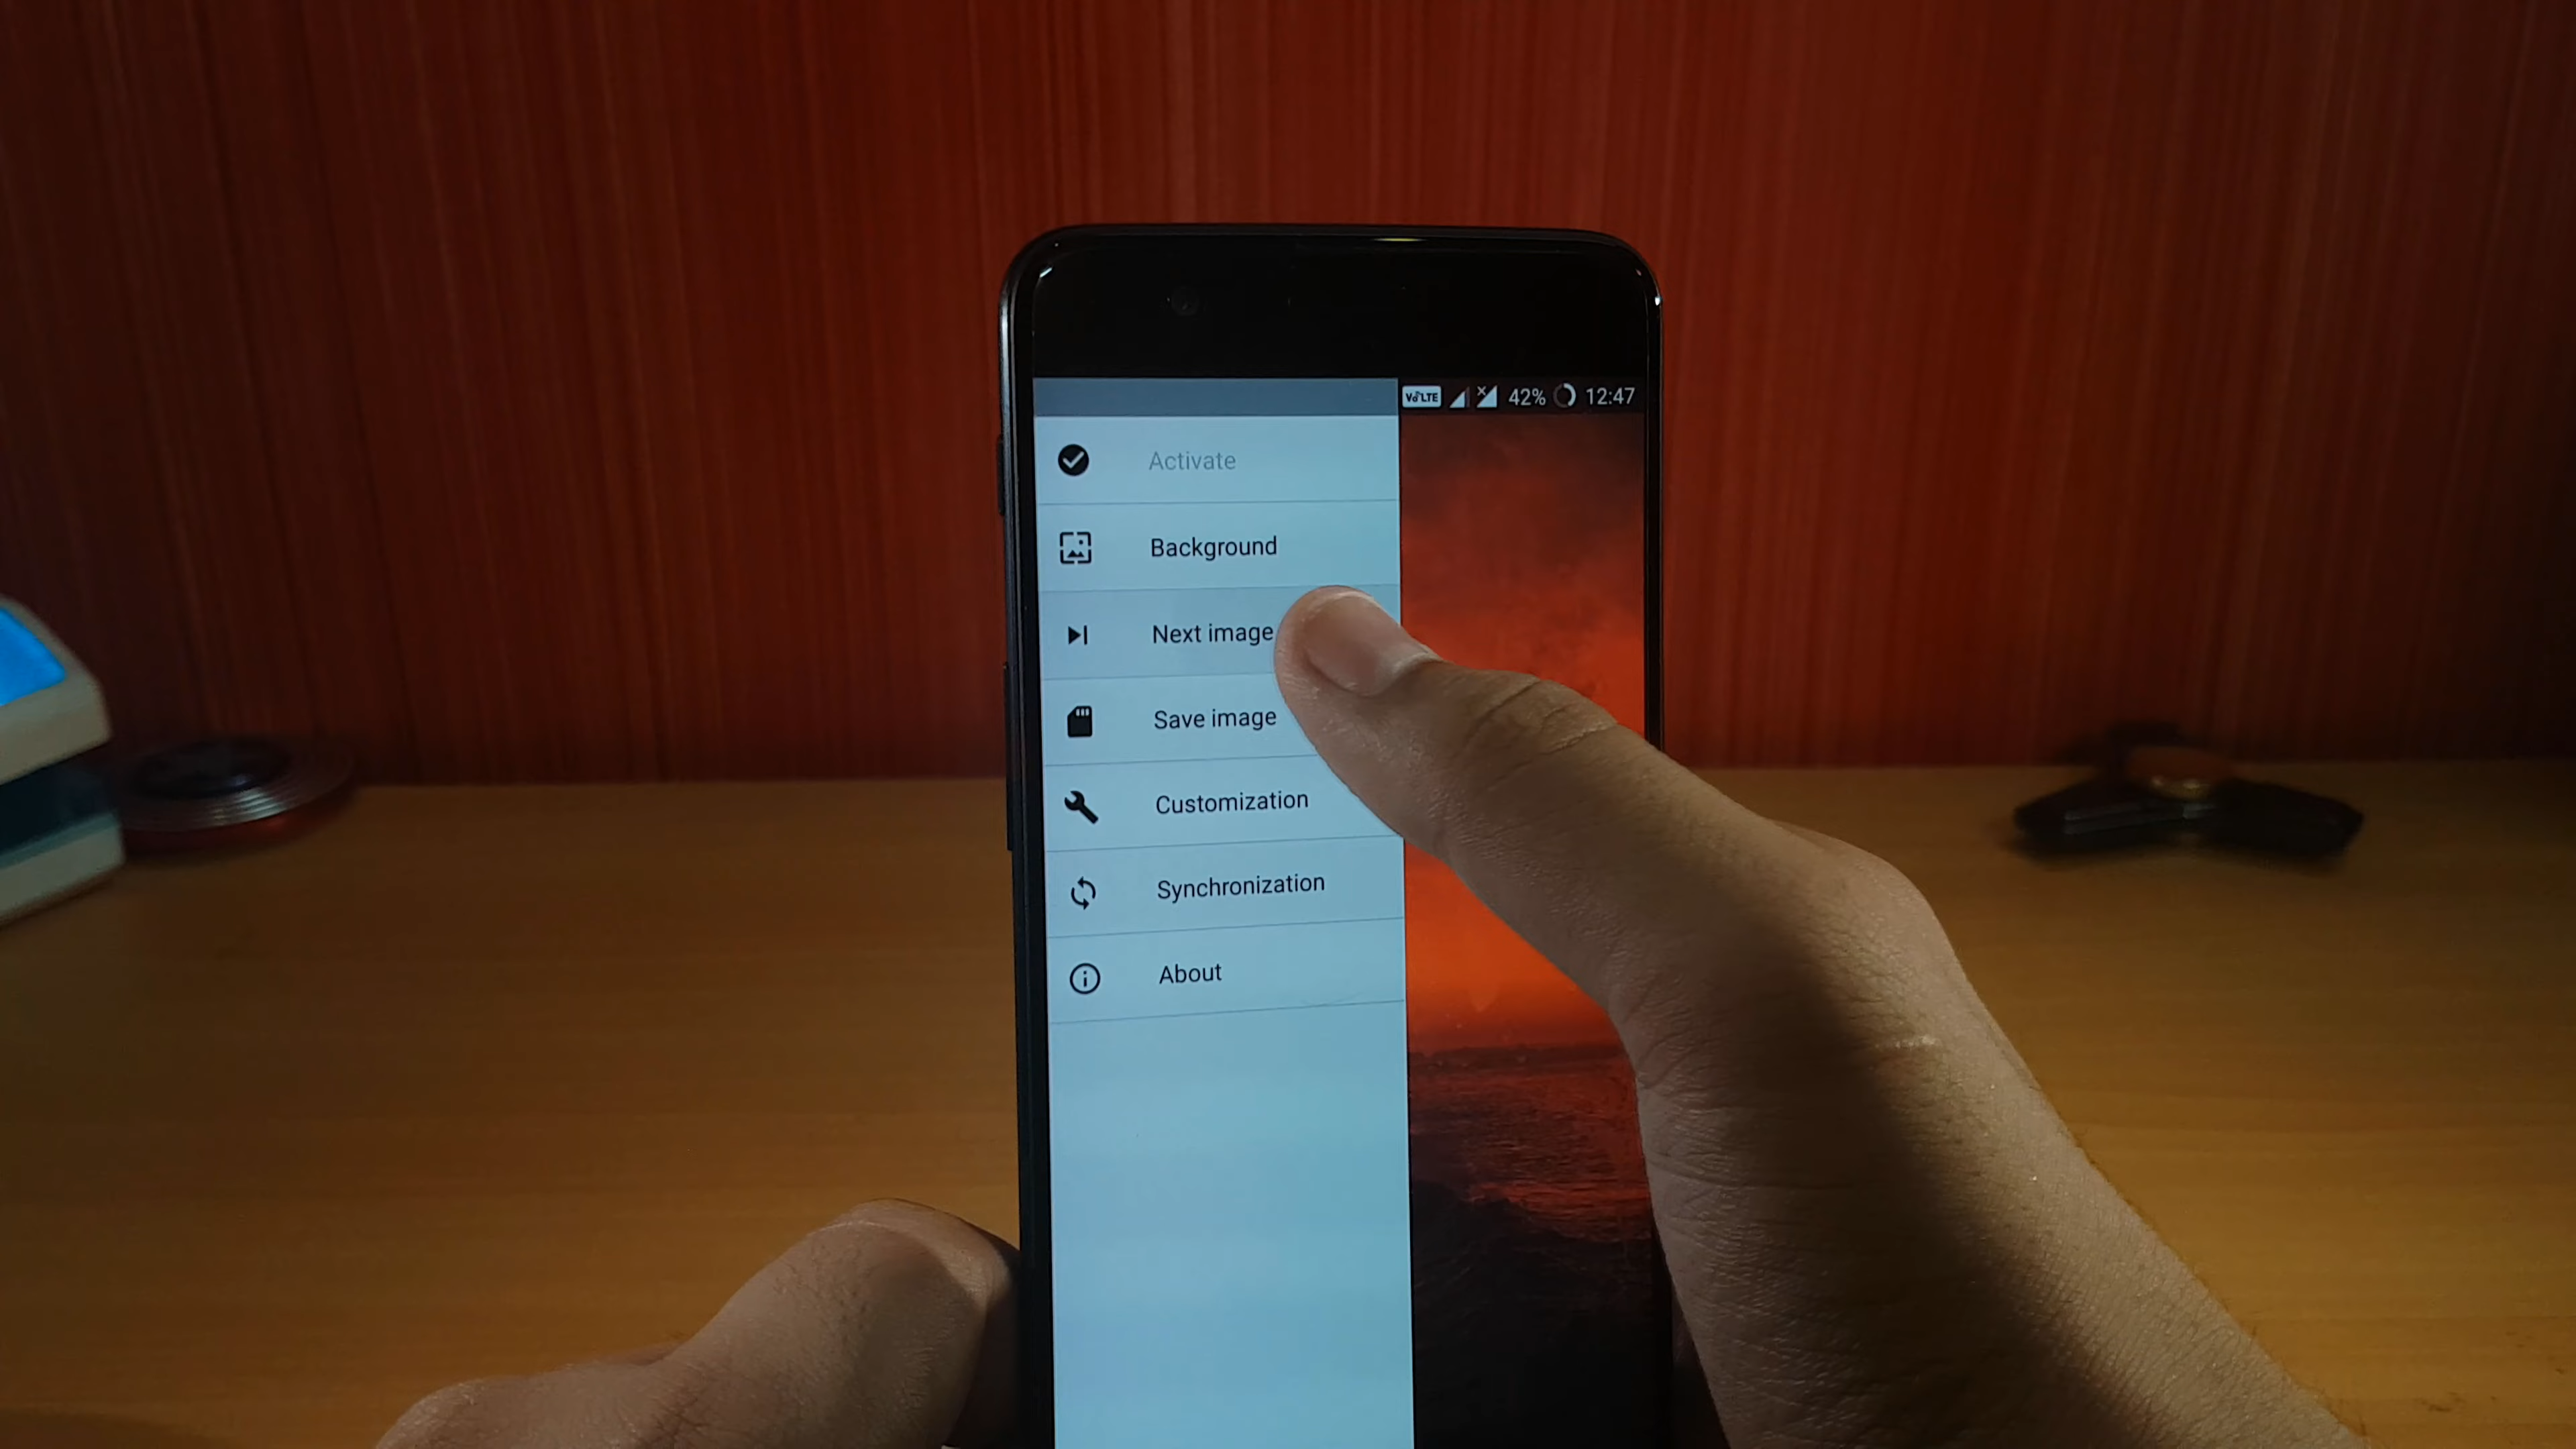 VoLTE 42% 12:47
Activate
Background
Next image
Save image
Customization
Synchronization
About